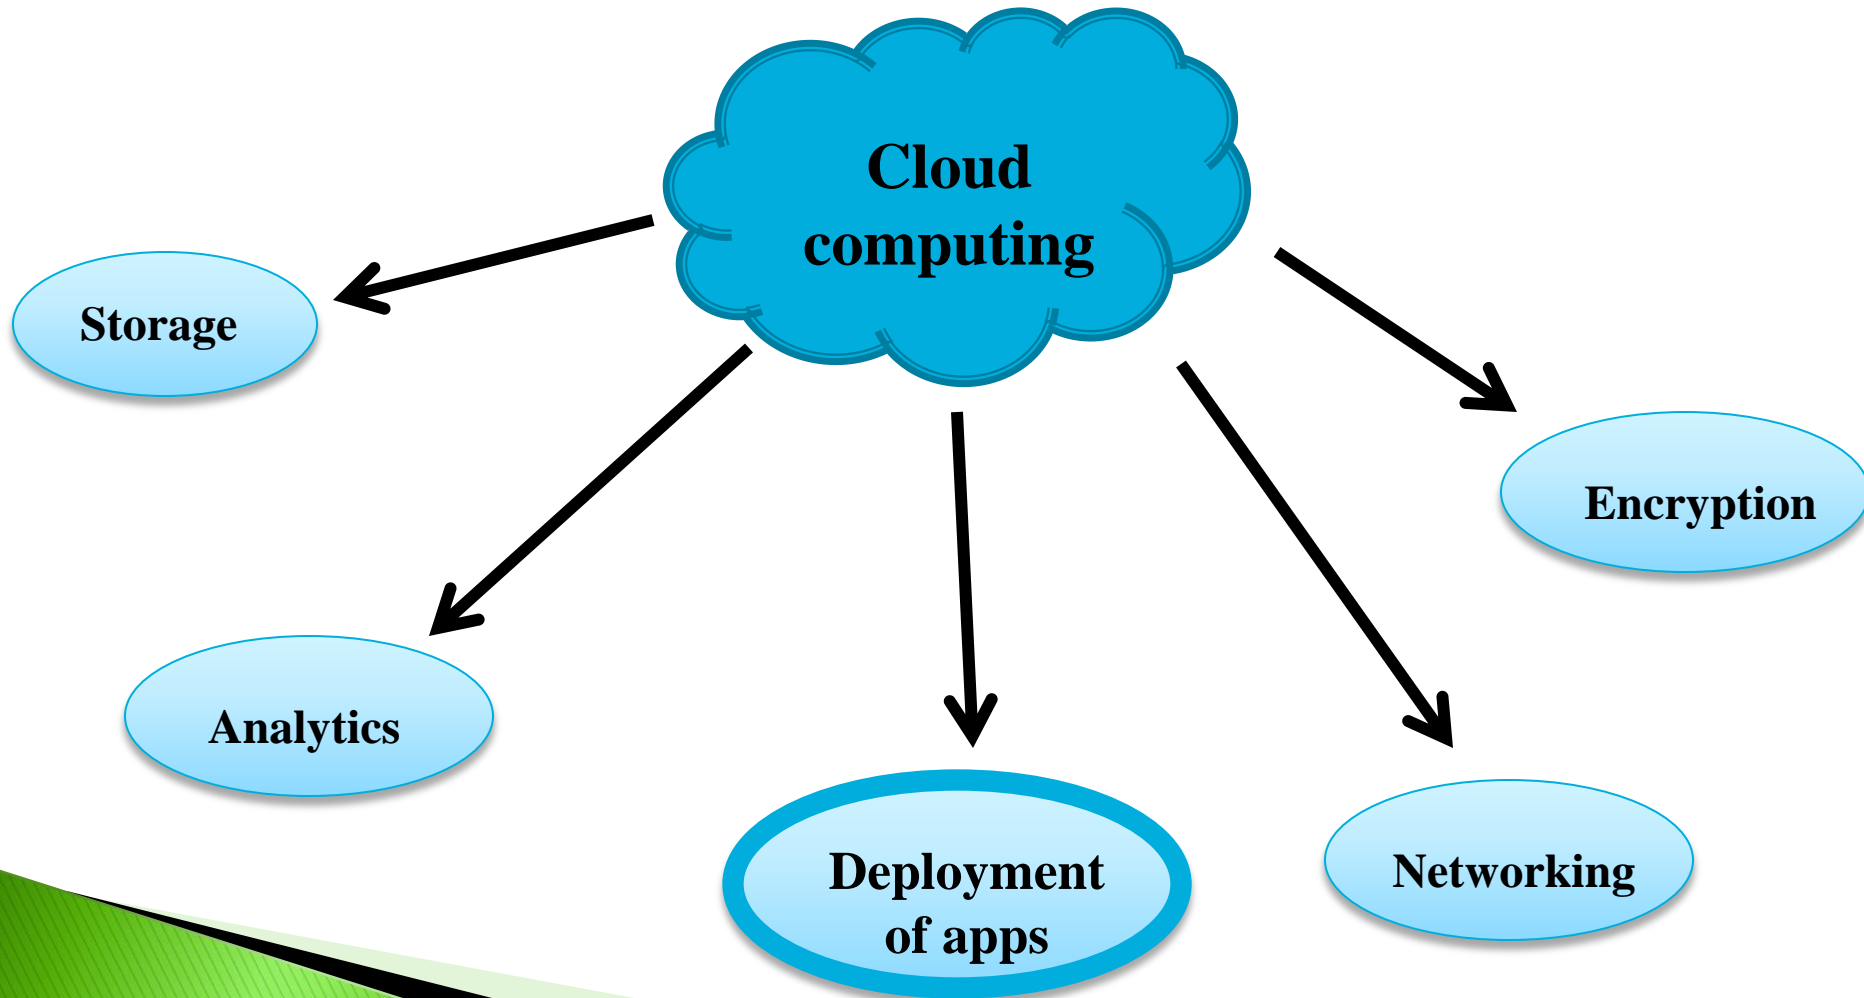 Cloud
computing
Storage
Encryption
Analytics
Deployment
of apps
Networking